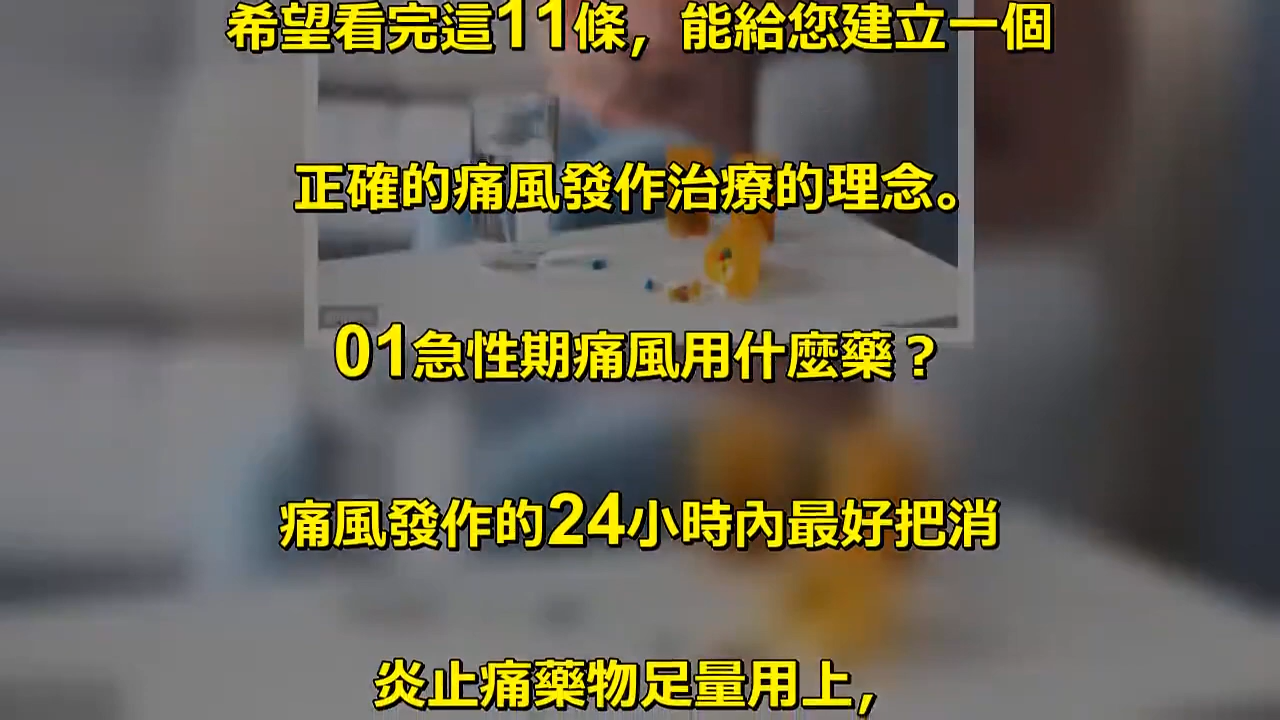 希望看完這11條，能給您建立一個
正確的痛風發作治療的理念。
01急性期痛風用什麼藥？
痛風發作的24小時內最好把消
炎止痛藥物足量用上，